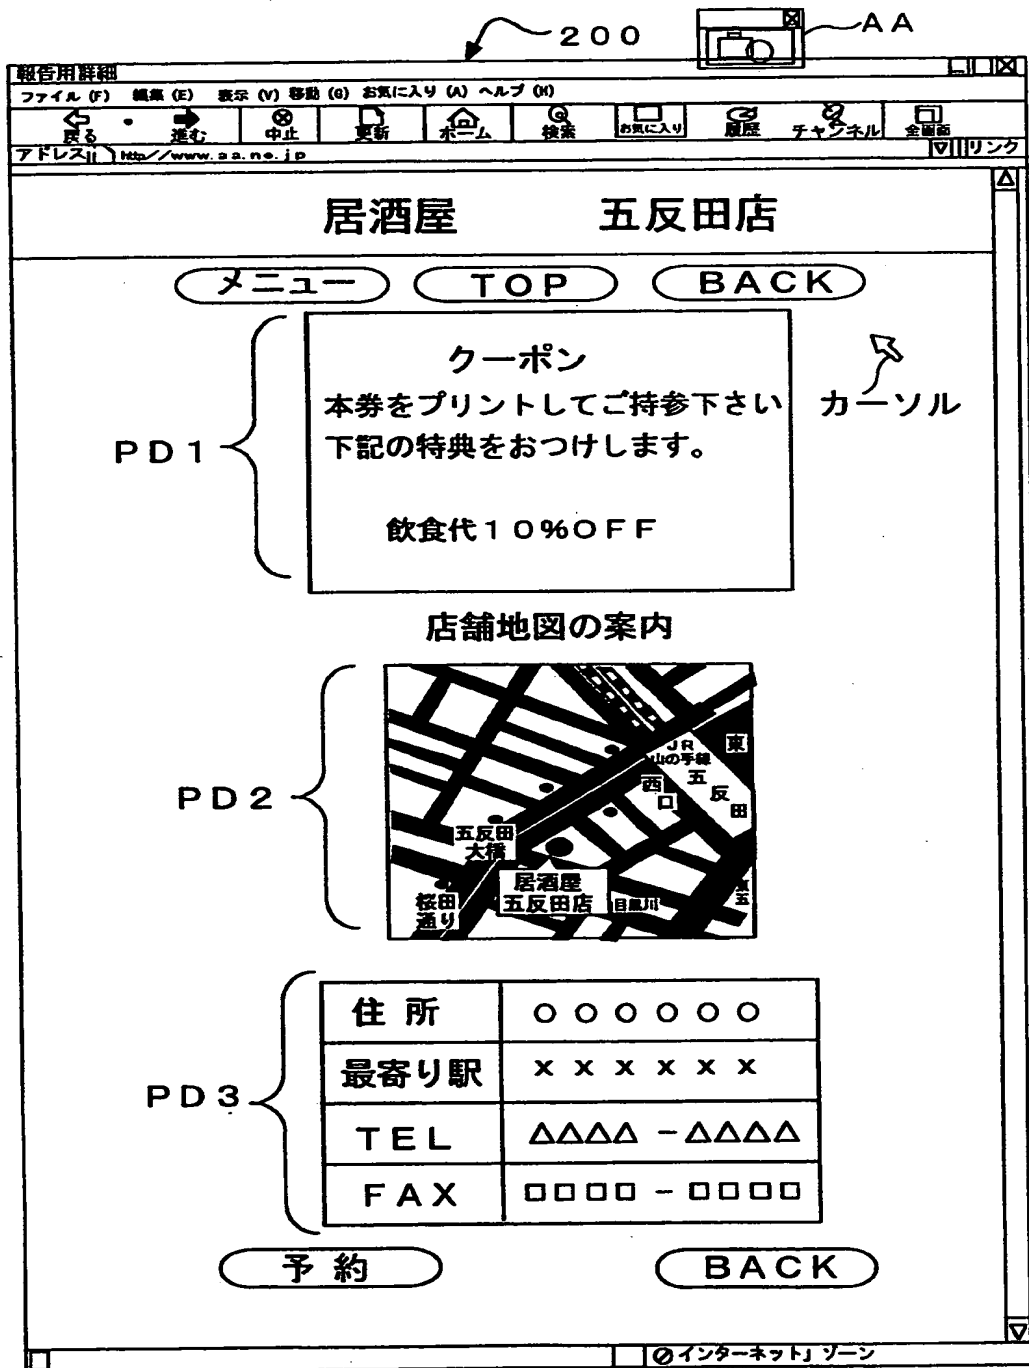 200
AA
報告用詳細
ファイル (F) 編集 (E) 表示 (V) 移動 (G) お気に入り (A) ヘルプ (H)
戻る ・ 進む 中止 更新 ホーム 検索 お気に入り 履歴 チャンネル 全画面
アドレス http//www.aa.ne.jp リンク
居酒屋 五反田店
メニュー TOP BACK
クーポン
本券をプリントしてご持参下さい
下記の特典をおつけします。
飲食代10%OFF
PD1
カーソル
店舗地図の案内
PD2
JR
山の手線
東
西口
五反田
五反田
大橋
居酒屋
五反田店
桜田
通り
目黒川
PD3
住所 ○○○○○○
最寄り駅 ××××××
TEL △△△△-△△△△
FAX □□□□-□□□□
予約 BACK
インターネット」ゾーン